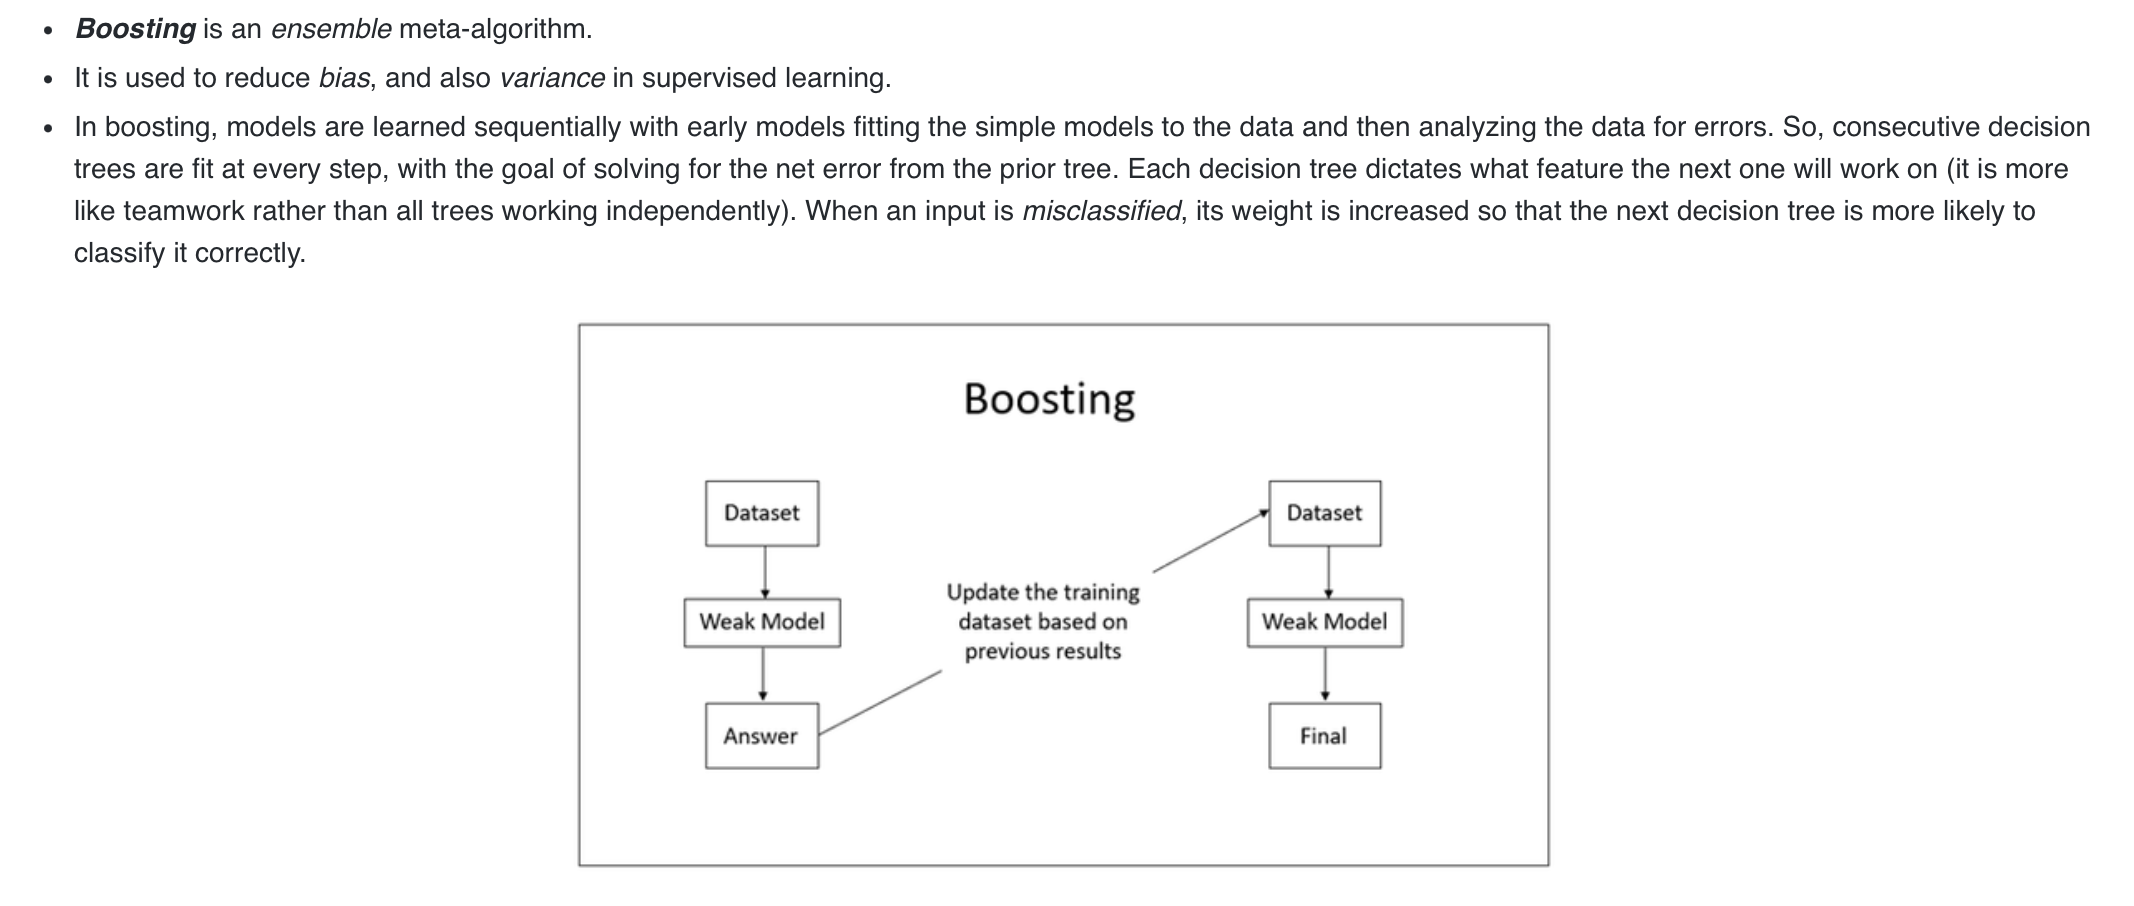 • Boosting is an ensemble meta-algorithm.
• It is used to reduce bias, and also variance in supervised learning.
• In boosting, models are learned sequentially with early models fitting the simple models to the data and then analyzing the data for errors. So, consecutive decision
trees are fit at every step, with the goal of solving for the net error from the prior tree. Each decision tree dictates what feature the next one will work on (it is more
like teamwork rather than all trees working independently). When an input is misclassified, its weight is increased so that the next decision tree is more likely to
classify it correctly.
Boosting
Dataset
Weak Model
Answer
Update the training
dataset based on
previous results
Dataset
Weak Model
Final